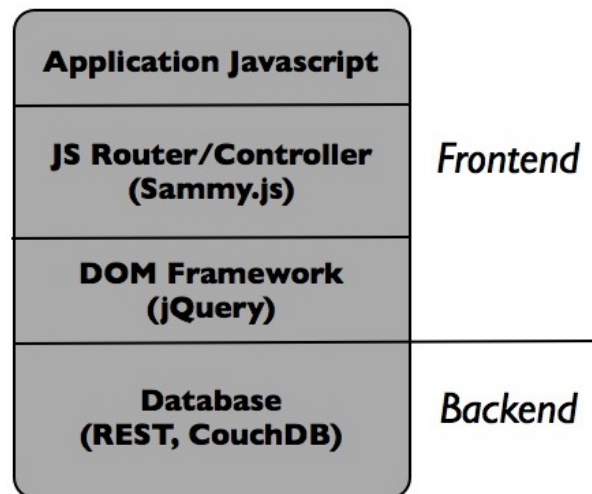 Application Javascript
JS Router/Controller
(Sammy.js)
Frontend
DOM Framework
(jQuery)
Database
(REST, CouchDB)
Backend